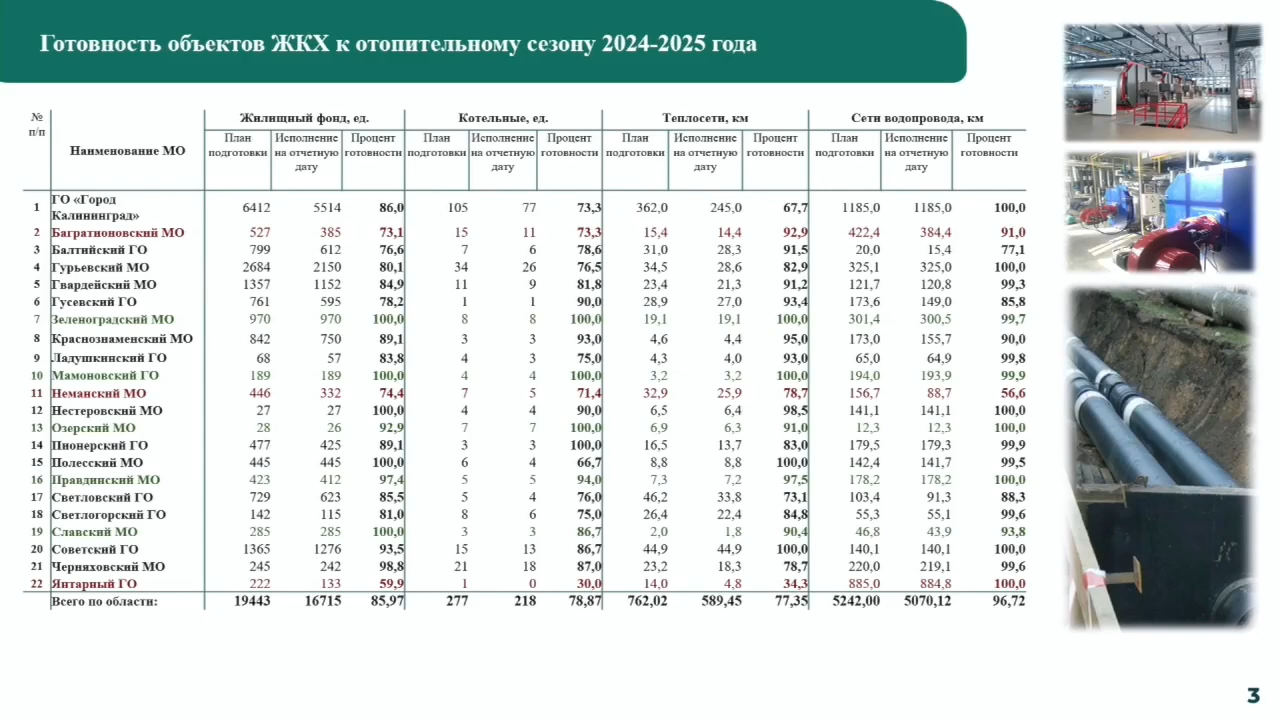 Готовность объектов ЖКХ к отопительному сезону 2024-2025 года
№ п/п Наименование МО Жилищный фонд, ед. Котельные, ед. Теплосети, км Сети водопровода, км
План подготовки Исполнение на отчетную дату Процент готовности План подготовки Исполнение на отчетную дату Процент готовности План подготовки Исполнение на отчетную дату Процент готовности План подготовки Исполнение на отчетную дату Процент готовности
1 ГО «Город Калининград» 6412 5514 86,0 105 77 73,3 362,0 245,0 67,7 1185,0 1185,0 100,0
2 Багратионовский МО 527 385 73,1 15 11 73,3 15,4 14,4 92,9 422,4 384,4 91,0
3 Балтийский ГО 799 612 76,6 7 6 78,6 31,0 28,3 91,5 20,0 15,4 77,1
4 Гурьевский МО 2684 2150 80,1 34 26 76,5 34,5 28,6 82,9 325,1 325,0 100,0
5 Гвардейский МО 1357 1152 84,9 11 9 81,8 23,4 21,3 91,2 121,7 120,8 99,3
6 Гусевский ГО 761 595 78,2 1 1 90,0 28,9 27,0 93,4 173,6 149,0 85,8
7 Зеленоградский МО 970 970 100,0 8 8 100,0 19,1 19,1 100,0 301,4 300,5 99,7
8 Краснознаменский МО 842 750 89,1 3 3 93,0 4,6 4,4 95,0 173,0 155,7 90,0
9 Ладушкинский ГО 68 57 83,8 4 3 75,0 4,3 4,0 93,0 65,0 64,9 99,8
10 Мамоновский ГО 189 189 100,0 4 4 100,0 3,2 3,2 100,0 194,0 193,9 99,9
11 Неманский МО 446 332 74,4 7 5 71,4 32,9 25,9 78,7 156,7 88,7 56,6
12 Нестеровский МО 27 27 100,0 4 4 90,0 6,5 6,4 98,5 141,1 141,1 100,0
13 Озерский МО 28 26 92,9 7 7 100,0 6,9 6,3 91,0 12,3 12,3 100,0
14 Пионерский ГО 477 425 89,1 3 3 100,0 16,5 13,7 83,0 179,5 179,3 99,9
15 Полесский МО 445 445 100,0 6 4 66,7 8,8 8,8 100,0 142,4 141,7 99,5
16 Правдинский МО 423 412 97,4 5 5 94,0 7,3 7,2 97,5 178,2 178,2 100,0
17 Светловский ГО 729 623 85,5 5 4 76,0 46,2 33,8 73,1 103,4 91,3 88,3
18 Светлогорский ГО 142 115 81,0 8 6 75,0 26,4 22,4 84,8 55,3 55,1 99,6
19 Славский МО 285 285 100,0 3 3 86,7 2,0 1,8 90,4 46,8 43,9 93,8
20 Советский ГО 1365 1276 93,5 15 13 86,7 44,9 44,9 100,0 140,1 140,1 100,0
21 Черняховский МО 245 242 98,8 21 18 87,0 23,2 18,3 78,7 220,0 219,1 99,6
22 Янтарный ГО 222 133 59,9 1 0 30,0 14,0 4,8 34,3 885,0 884,8 100,0
Всего по области: 19443 16715 85,97 277 218 78,87 762,02 589,45 77,35 5242,00 5070,12 96,72
3